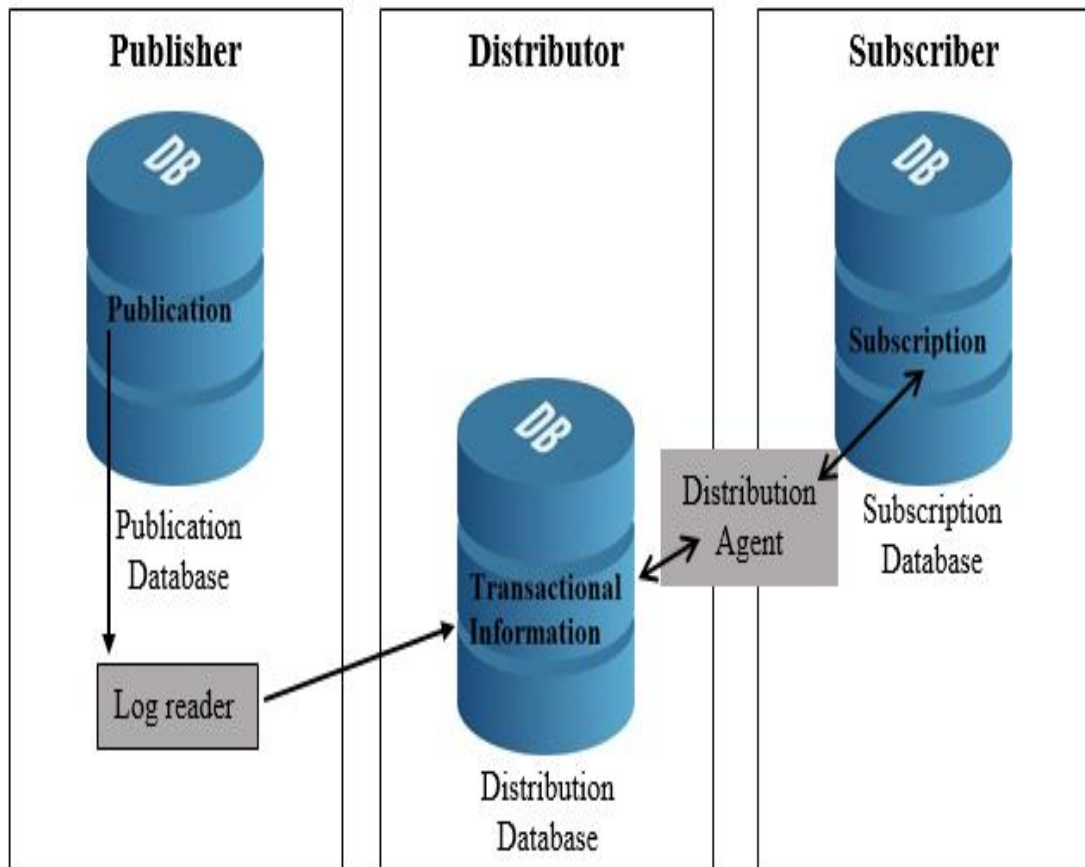 Publisher
DB
Publication
Publication
Database
Log reader
Distributor
DB
Transactional
Information
Distribution
Database
Distribution
Agent
Subscriber
DB
Subscription
Subscription
Database